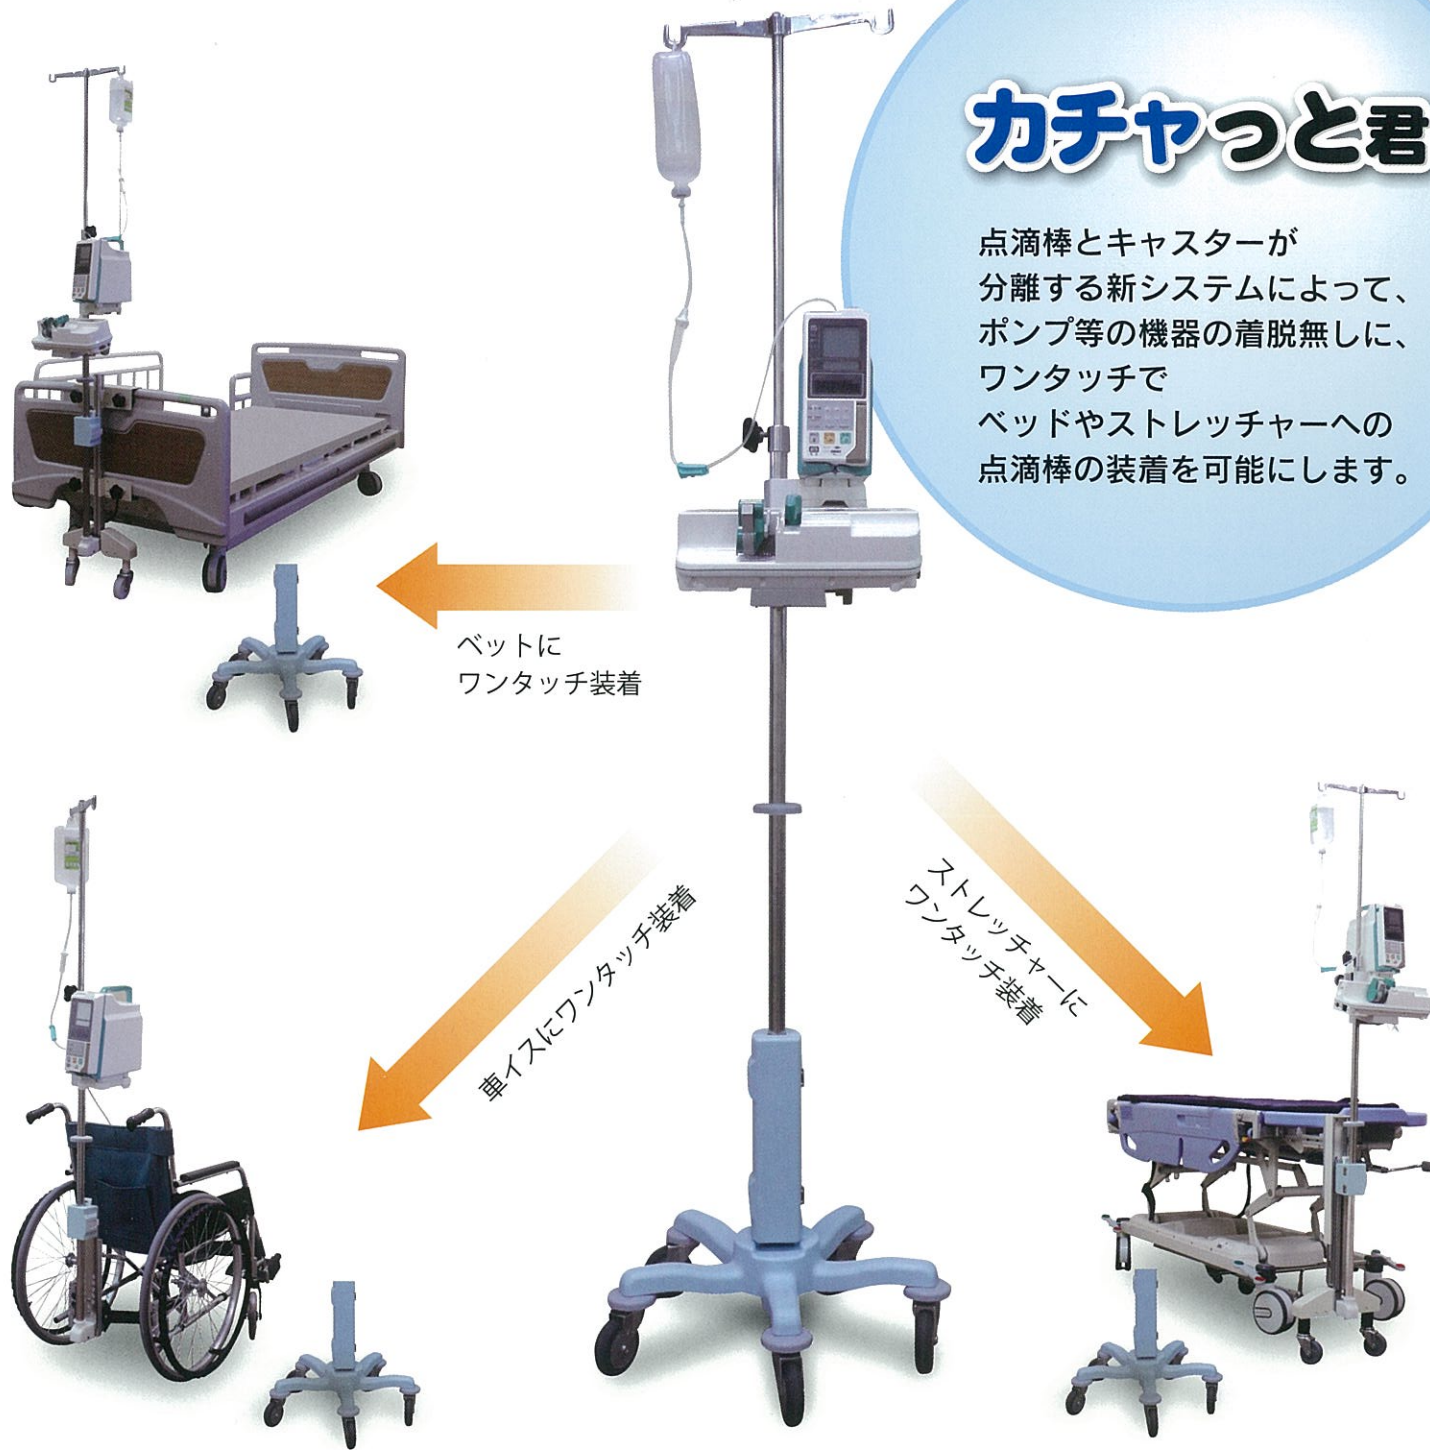 カチャっと君
点滴棒とキャスターが
分離する新システムによって、
ポンプ等の機器の着脱無しに、
ワンタッチで
ベッドやストレッチャーへの
点滴棒の装着を可能にします。
ベットに
ワンタッチ装着
車イスにワンタッチ装着
ストレッチャーに
ワンタッチ装着